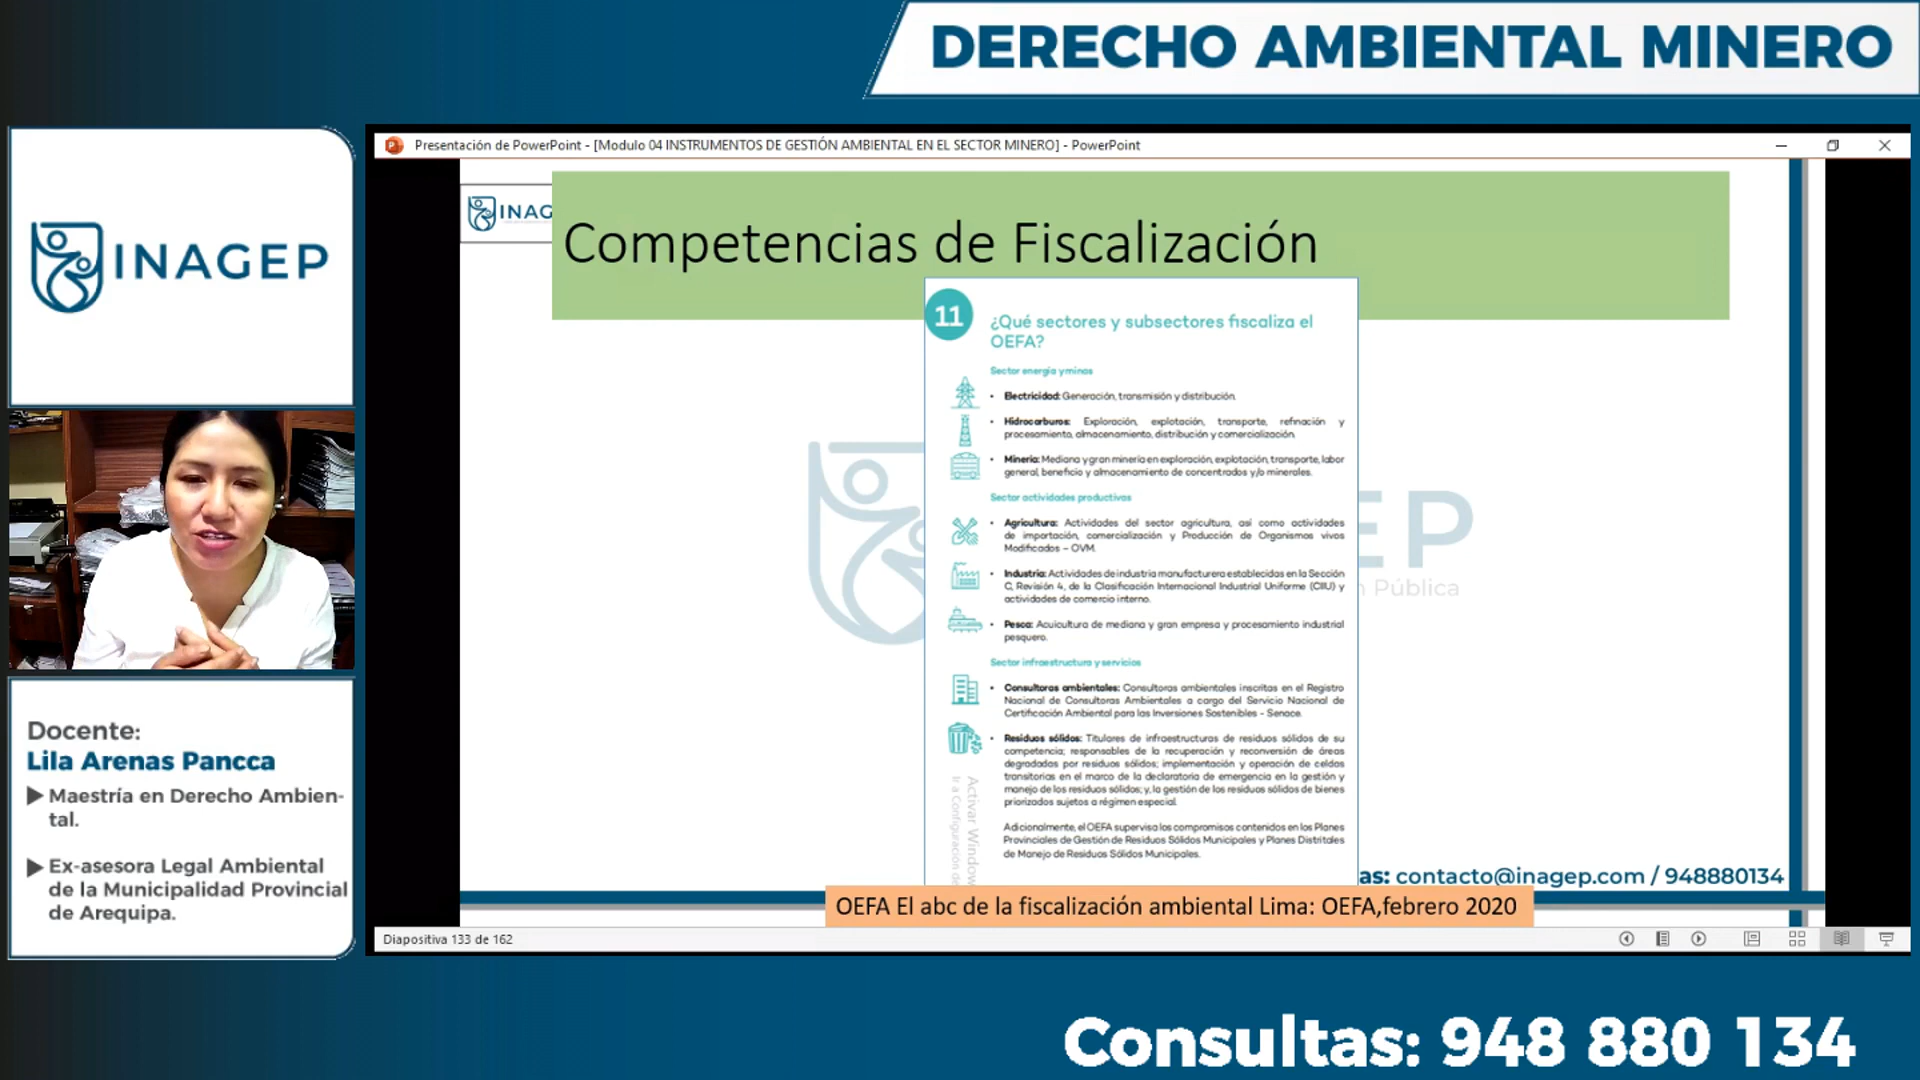 DERECHO AMBIENTAL MINERO
INAGEP
Docente:
Lila Arenas Pancca
Maestría en Derecho Ambien-
tal.
Ex-asesora Legal Ambiental
de la Municipalidad Provincial
de Arequipa.
Presentación de PowerPoint - [Modulo 04 INSTRUMENTOS DE GESTIÓN AMBIENTAL EN EL SECTOR MINERO] - PowerPoint
INAG
Competencias de Fiscalización
11
¿Qué sectores y subsectores fiscaliza el
OEFA?
Sector energía y minas
• Electricidad: Generación, transmisión y distribución.
• Hidrocarburos: Exploración, explotación, transporte, refinación y
procesamiento, almacenamiento, distribución y comercialización.
• Minería: Mediana y gran minería en exploración, explotación, transporte, labor
general, beneficio y almacenamiento de concentrados y/o minerales.
Sector actividades productivas
• Agricultura: Actividades del sector agricultura, así como actividades
de importación, comercialización y Producción de Organismos vivos
Modificados – OVM.
• Industria: Actividades de industria manufacturera establecidas en la Sección
C, Revisión 4, de la Clasificación Internacional Industrial Uniforme (CIIU) y
actividades de comercio interno.
• Pesca: Acuicultura de mediana y gran empresa y procesamiento industrial
pesquero.
Sector infraestructura y servicios
• Consultoras ambientales: Consultoras ambientales inscritas en el Registro
Nacional de Consultoras Ambientales a cargo del Servicio Nacional de
Certificación Ambiental para las Inversiones Sostenibles - Senace.
• Residuos sólidos: Titulares de infraestructuras de residuos sólidos de su
competencia; responsables de la recuperación y reconversión de áreas
degradadas por residuos sólidos; implementación y operación de celdas
transitorias en el marco de la declaratoria de emergencia en la gestión y
manejo de los residuos sólidos; y, la gestión de los residuos sólidos de bienes
priorizados sujetos a régimen especial.
Adicionalmente, el OEFA supervisa los compromisos contenidos en los Planes
Provinciales de Gestión de Residuos Sólidos Municipales y Planes Distritales
de Manejo de Residuos Sólidos Municipales.
Activar Window
Ir a Configuración de
EP
n Pública
as: contacto@inagep.com / 948880134
OEFA El abc de la fiscalización ambiental Lima: OEFA,febrero 2020
Diapositiva 133 de 162
Consultas: 948 880 134